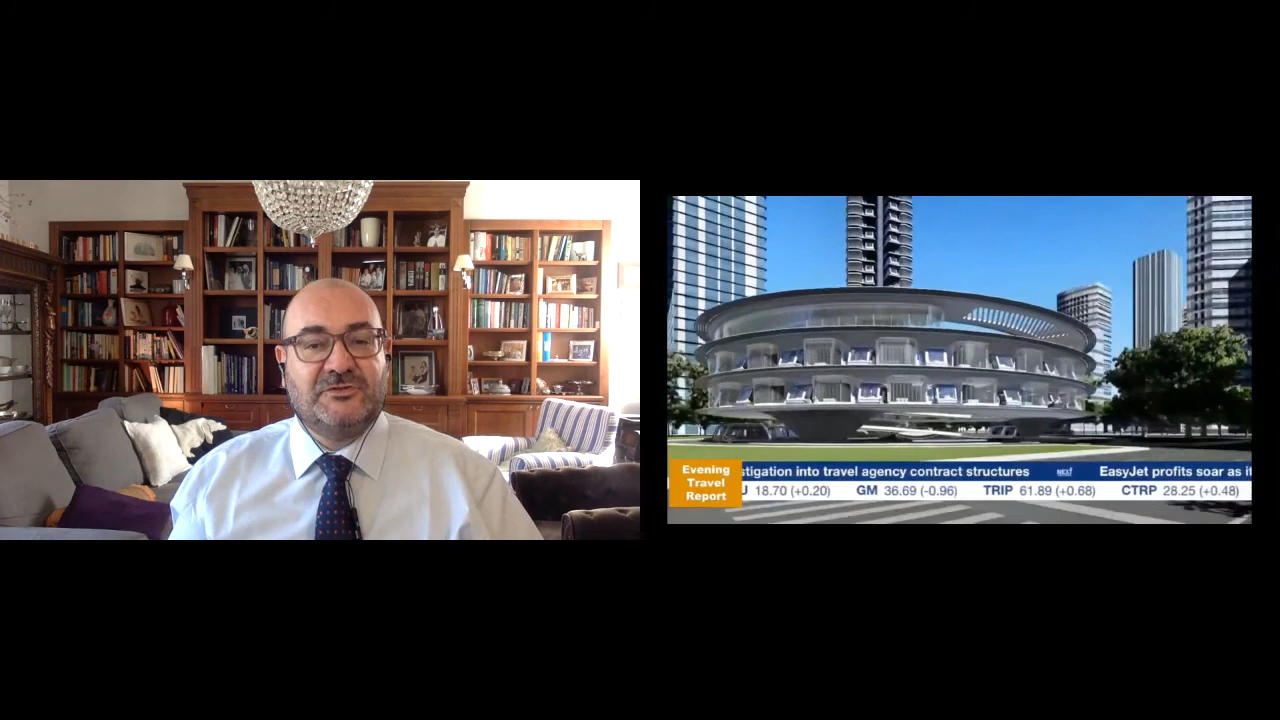 Evening
Travel
Report
stigation into travel agency contract structures NEXT EasyJet profits soar as it
U 18.70 (+0.20) GM 36.69 (-0.96) TRIP 61.89 (+0.68) CTRP 28.25 (+0.48)